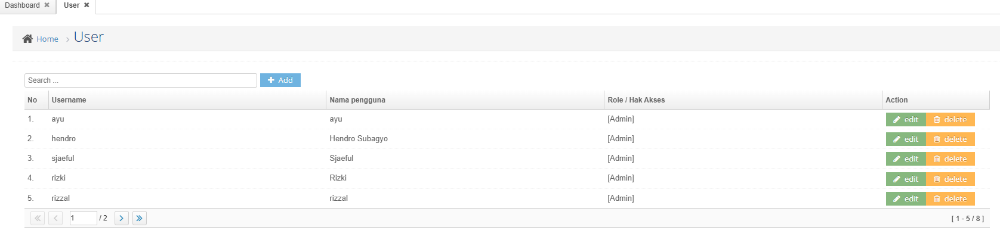 Dashboard ✖ User ✖
Home › User
Search ... + Add
No Username Nama pengguna Role / Hak Akses Action
1. ayu ayu [Admin] edit delete
2. hendro Hendro Subagyo [Admin] edit delete
3. sjaeful Sjaeful [Admin] edit delete
4. rizki Rizki [Admin] edit delete
5. rizzal rizzal [Admin] edit delete
« ‹ 1 / 2 › » [ 1 - 5 / 8 ]